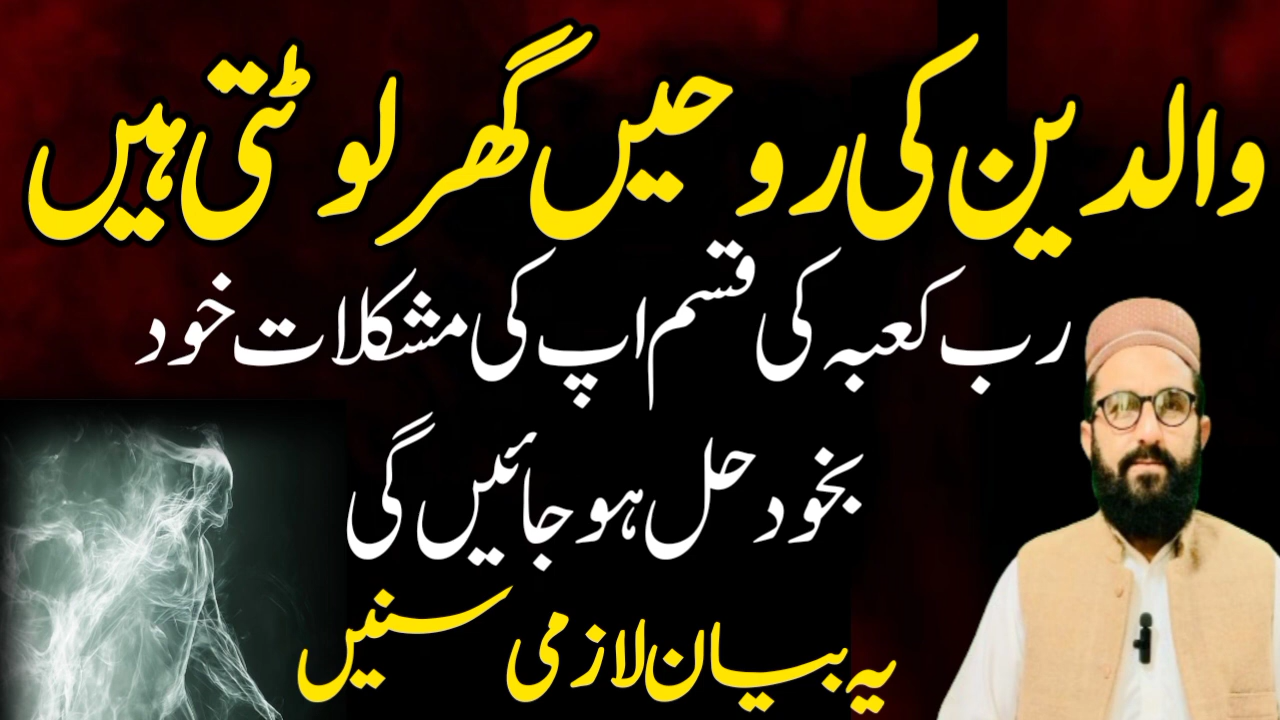 والدین کی روحیں گھر لوٹتی ہیں
رب کعبہ کی قسم اپ کی مشکلات خود
بخود حل ہو جائیں گی
یہ بیان لازمی سنیں